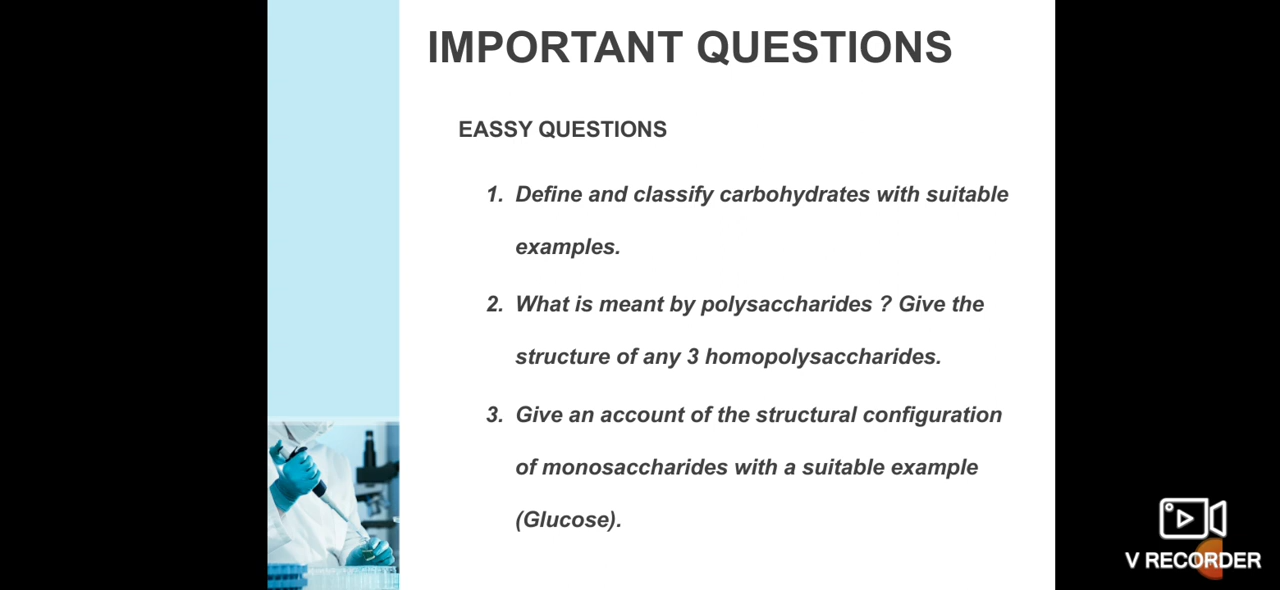 IMPORTANT QUESTIONS
EASSY QUESTIONS
1. Define and classify carbohydrates with suitable
examples.
2. What is meant by polysaccharides ? Give the
structure of any 3 homopolysaccharides.
3. Give an account of the structural configuration
of monosaccharides with a suitable example
(Glucose).
V RECORDER